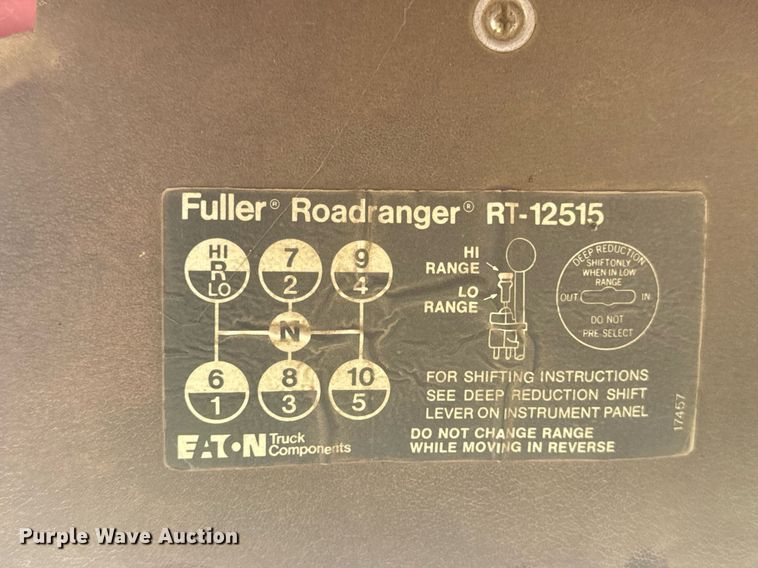 Fuller® Roadranger® RT-12515
HI
R
LO
7
2
9
4
N
6
1
8
3
10
5
HI
RANGE
LO
RANGE
DEEP REDUCTION
SHIFT ONLY
WHEN IN LOW
RANGE
OUT IN
DO NOT
PRE SELECT
FOR SHIFTING INSTRUCTIONS
SEE DEEP REDUCTION SHIFT
LEVER ON INSTRUMENT PANEL
DO NOT CHANGE RANGE
WHILE MOVING IN REVERSE
17457
EATON Truck
Components
Purple Wave Auction